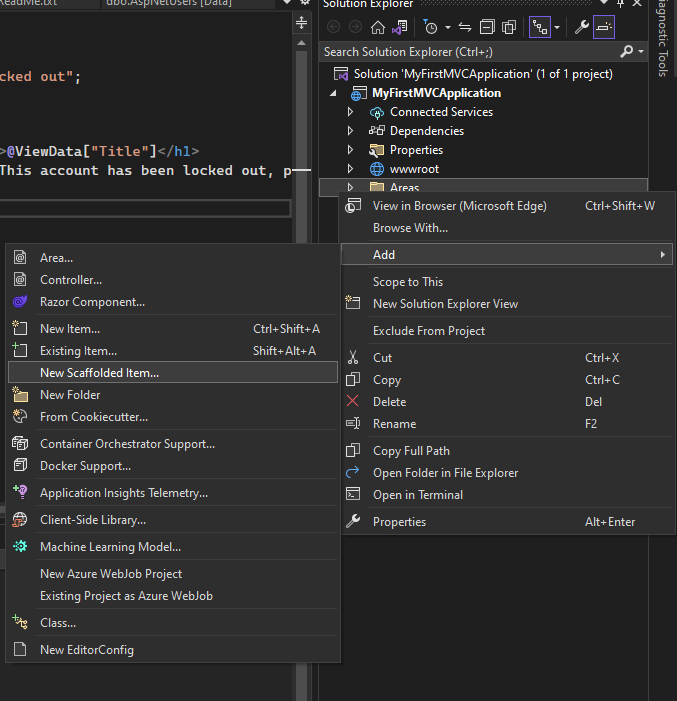 ReadMe.txt
dbo.AspNetUsers [Data]
cked out";
>@ViewData["Title"]</h1>
This account has been locked out, p
Solution Explorer
Search Solution Explorer (Ctrl+;)
Solution 'MyFirstMVCApplication' (1 of 1 project)
MyFirstMVCApplication
Connected Services
Dependencies
Properties
wwwroot
Areas
Diagnostic Tools
View in Browser (Microsoft Edge) Ctrl+Shift+W
Browse With...
Add
Scope to This
New Solution Explorer View
Exclude From Project
Cut Ctrl+X
Copy Ctrl+C
Delete Del
Rename F2
Copy Full Path
Open Folder in File Explorer
Open in Terminal
Properties Alt+Enter
Area...
Controller...
Razor Component...
New Item... Ctrl+Shift+A
Existing Item... Shift+Alt+A
New Scaffolded Item...
New Folder
From Cookiecutter...
Container Orchestrator Support...
Docker Support...
Application Insights Telemetry...
Client-Side Library...
Machine Learning Model...
New Azure WebJob Project
Existing Project as Azure WebJob
Class...
New EditorConfig